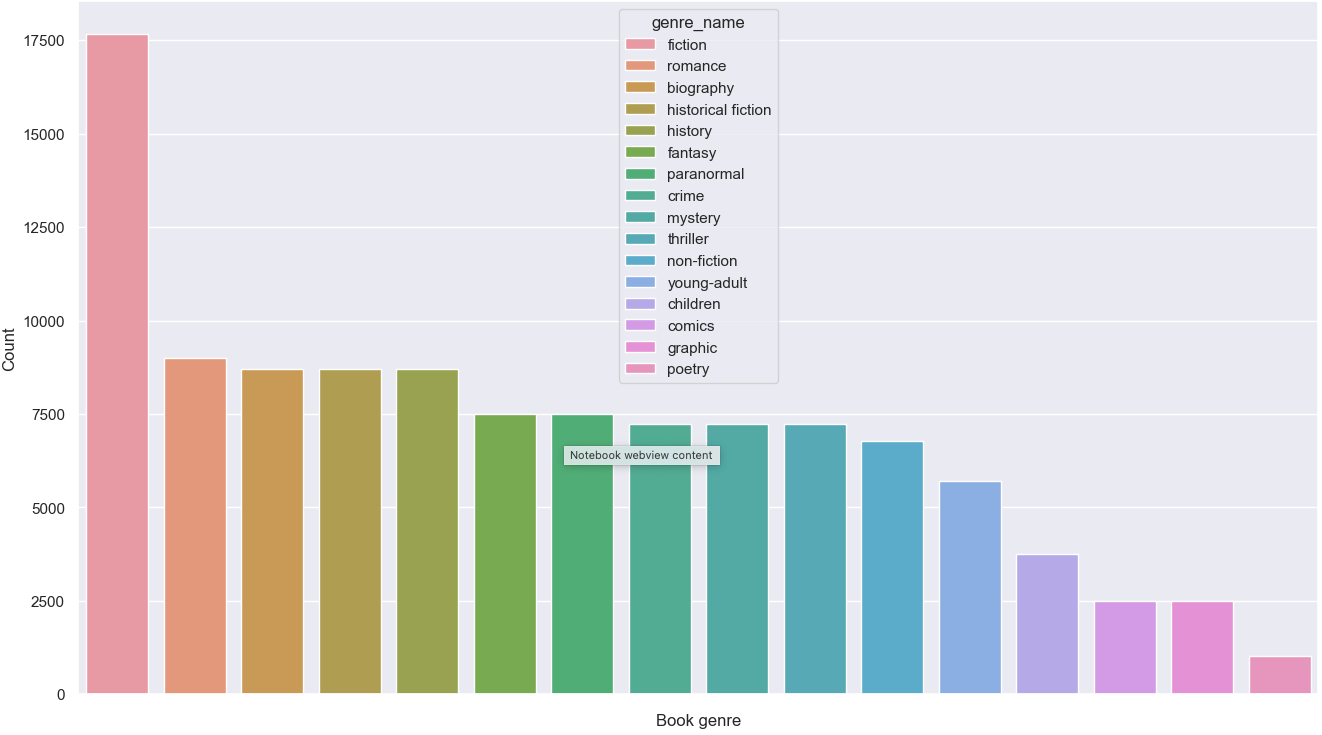 genre_name
fiction
romance
biography
historical fiction
history
fantasy
paranormal
crime
mystery
thriller
non-fiction
young-adult
children
comics
graphic
poetry
17500
15000
12500
10000
7500
5000
2500
0
Count
Notebook webview content
Book genre